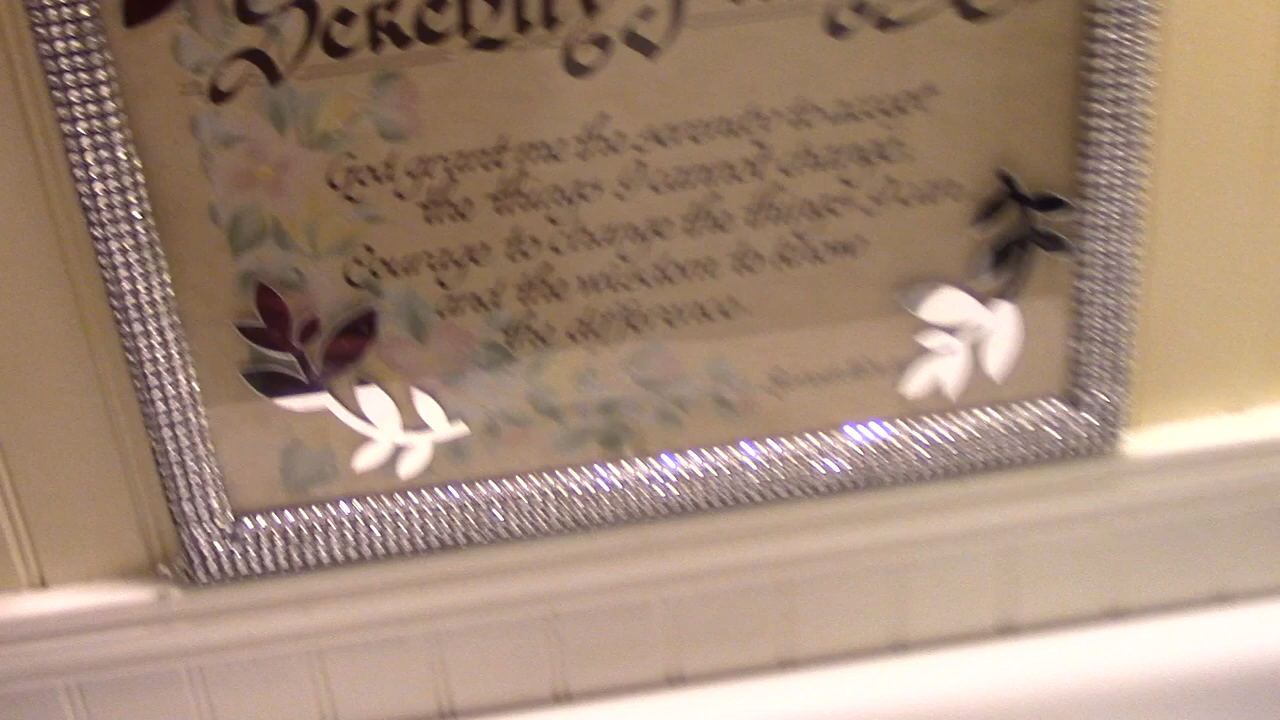 Serenity
God grant me the serenity to accept
the things I cannot change.
Courage to change the things I can,
and the wisdom to know
the difference.